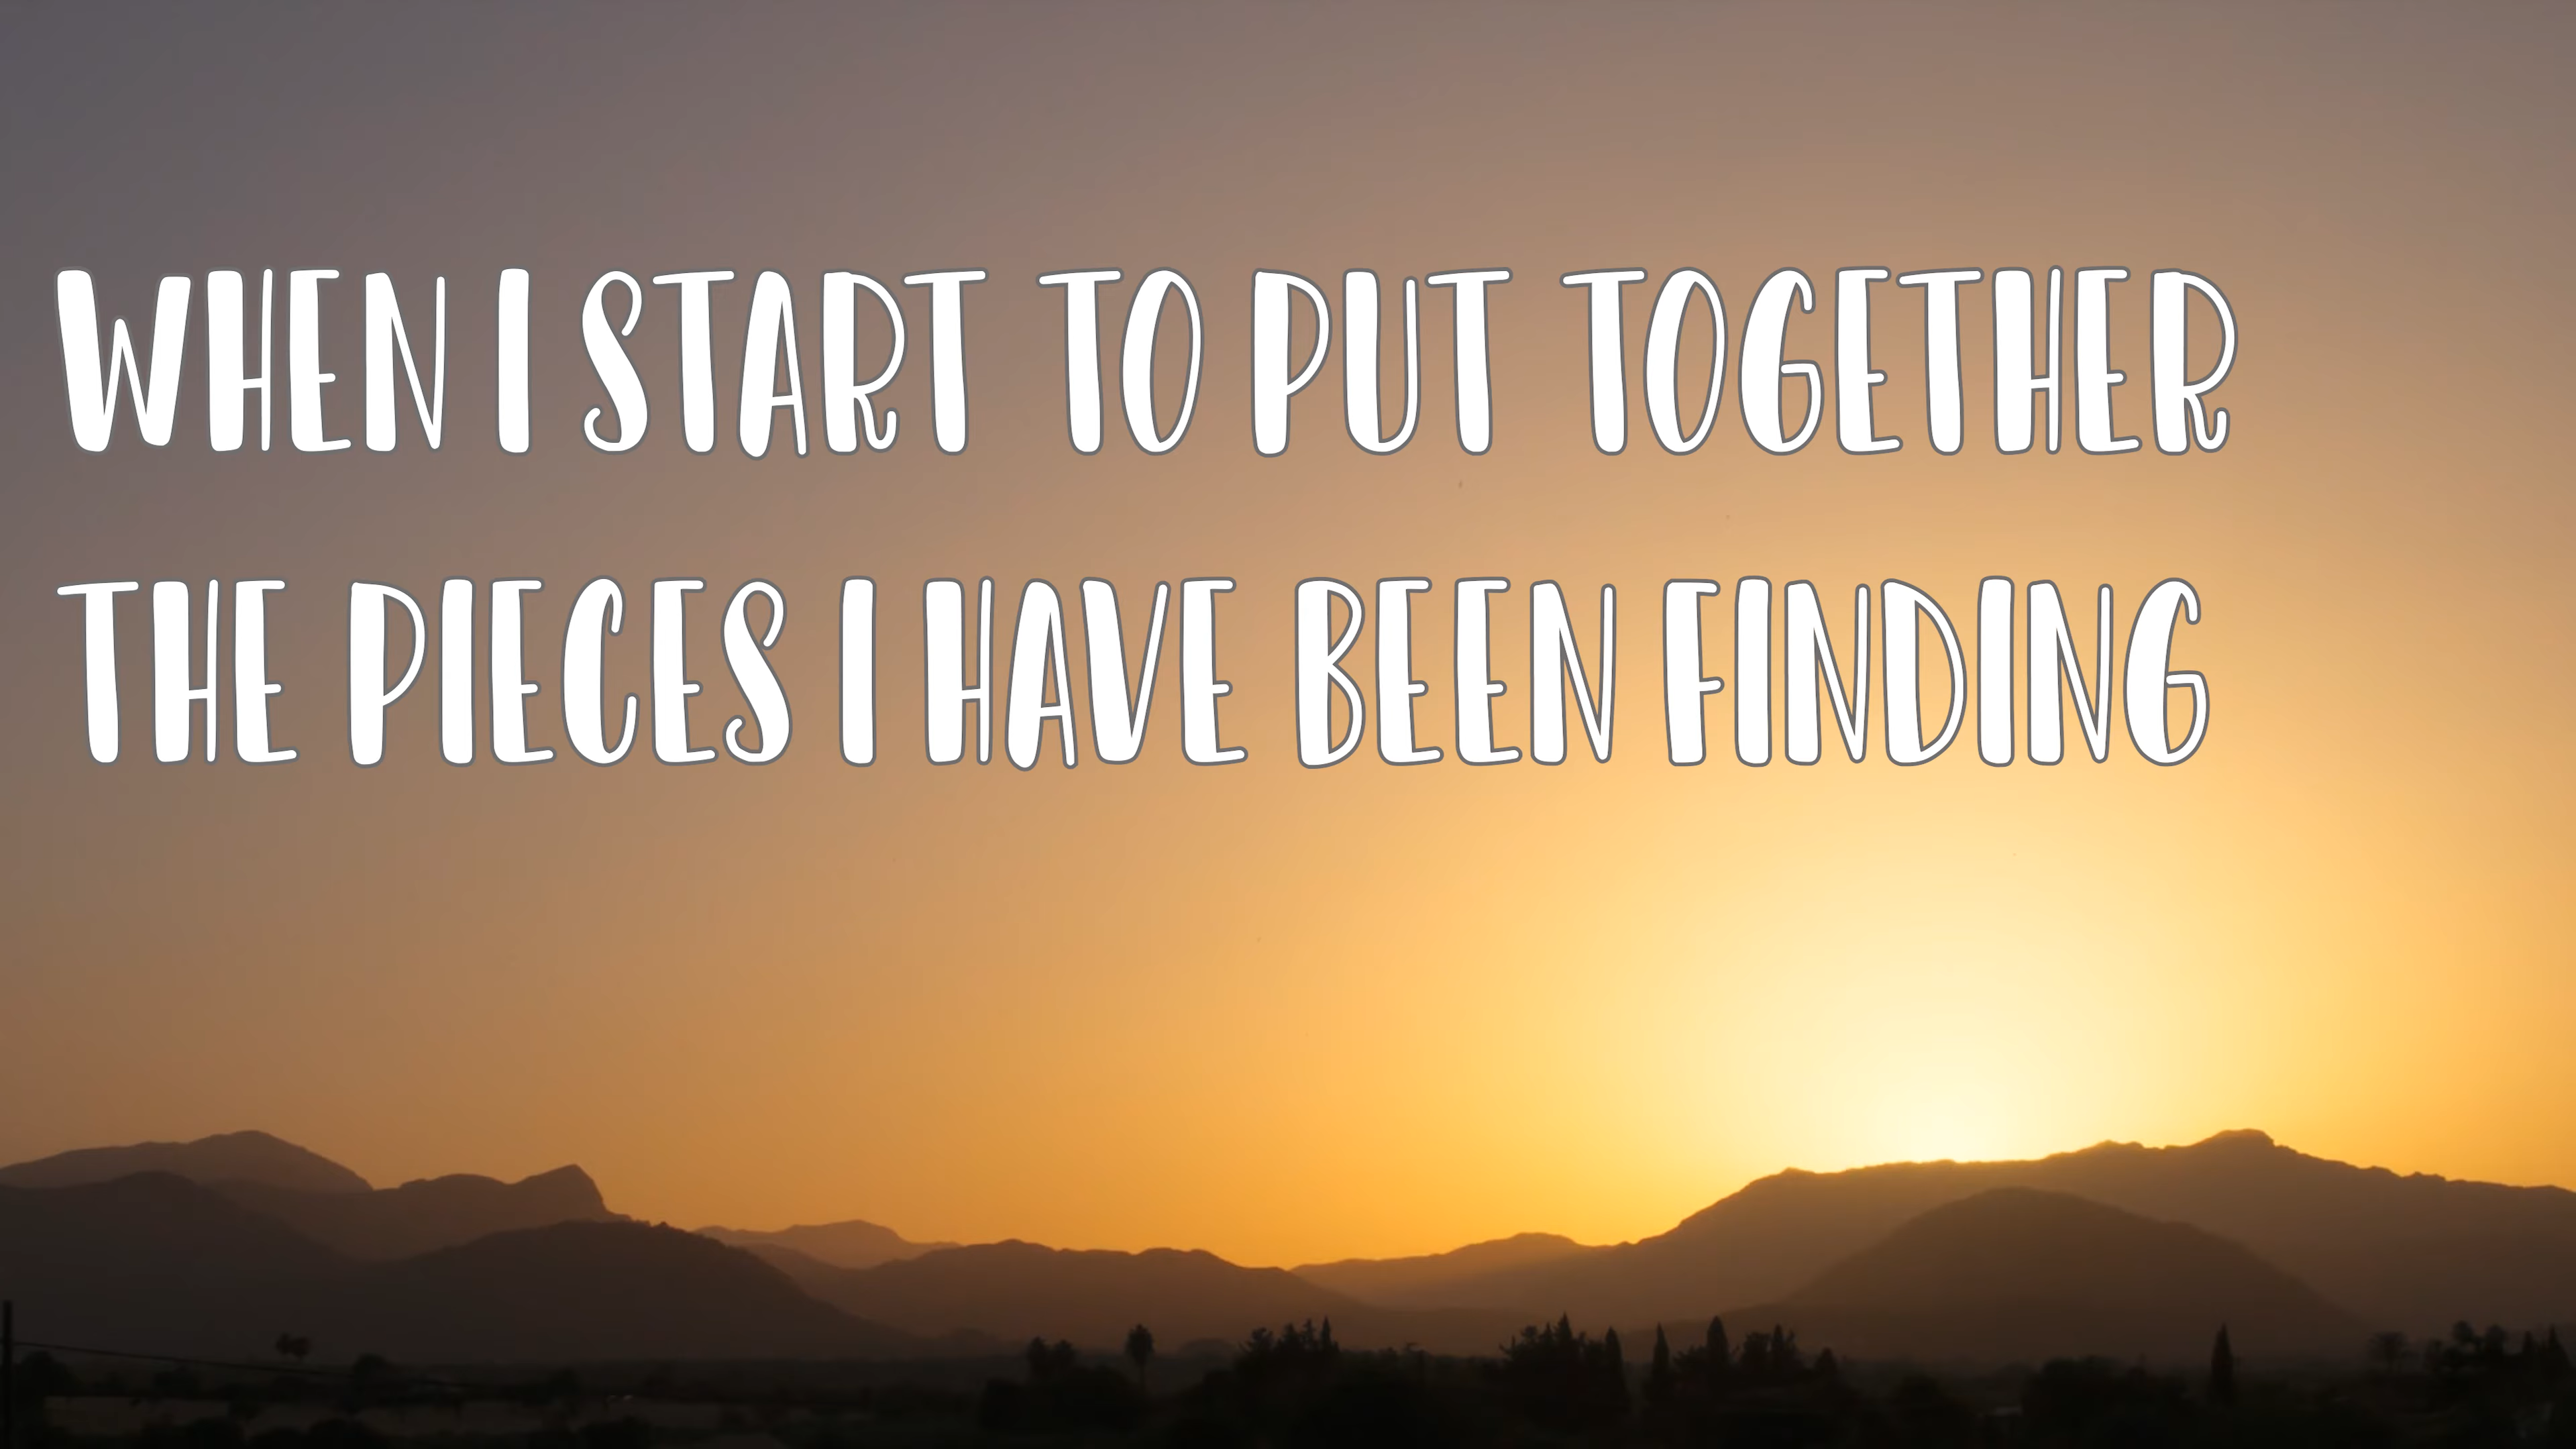 WHEN I START TO PUT TOGETHER
THE PIECES I HAVE BEEN FINDING